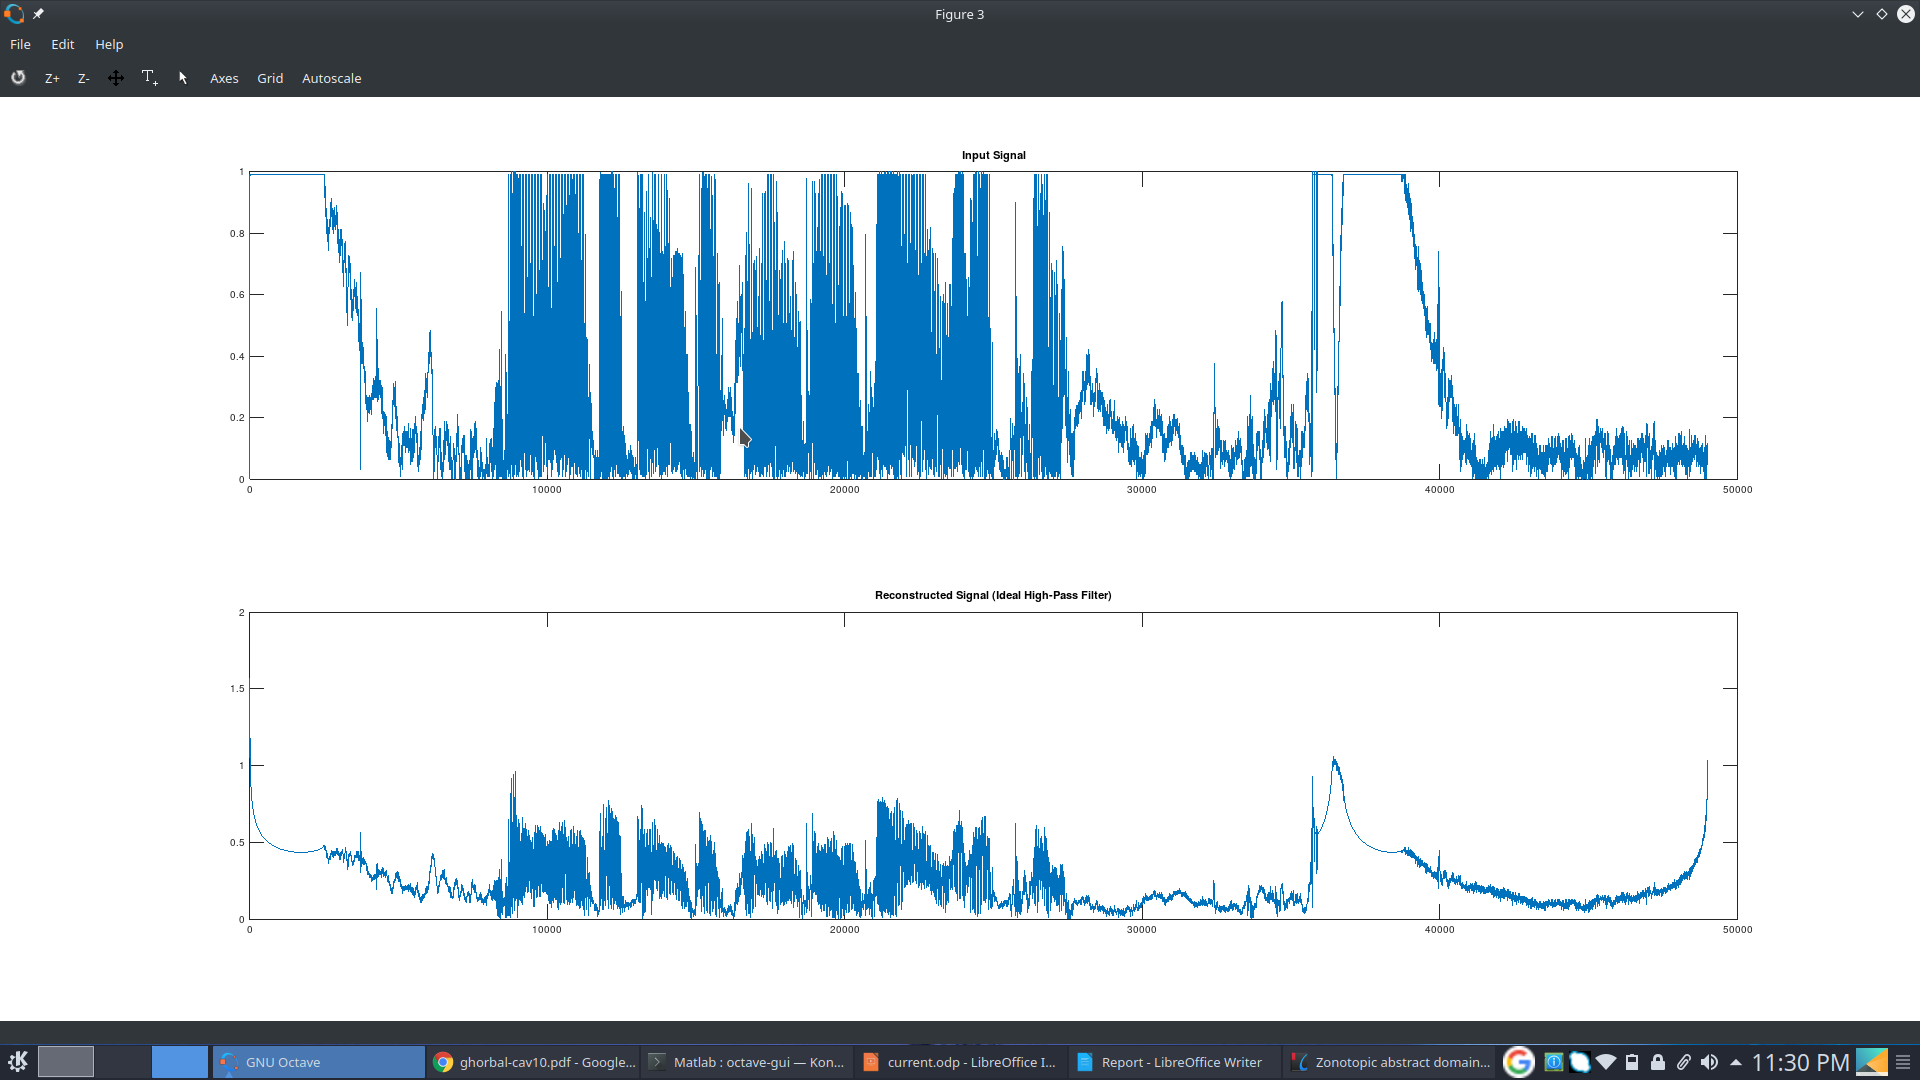 Figure 3
File Edit Help
Z+ Z- T+ Axes Grid Autoscale
Input Signal
1
0.8
0.6
0.4
0.2
0
0 10000 20000 30000 40000 50000
Reconstructed Signal (Ideal High-Pass Filter)
2
1.5
1
0.5
0
0 10000 20000 30000 40000 50000
GNU Octave ghorbal-cav10.pdf - Google... Matlab : octave-gui — Kon... current.odp - LibreOffice I... Report - LibreOffice Writer Zonotopic abstract domain... 11:30 PM